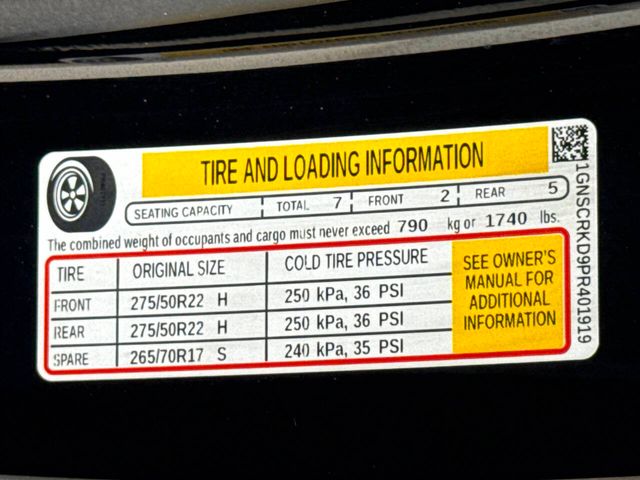 TIRE AND LOADING INFORMATION
SEATING CAPACITY TOTAL 7 FRONT 2 REAR 5
The combined weight of occupants and cargo must never exceed 790 kg or 1740 lbs.
TIRE ORIGINAL SIZE COLD TIRE PRESSURE
FRONT 275/50R22 H 250 kPa, 36 PSI
REAR 275/50R22 H 250 kPa, 36 PSI
SPARE 265/70R17 S 240 kPa, 35 PSI
SEE OWNER'S
MANUAL FOR
ADDITIONAL
INFORMATION
1GNSCRKD9PR401919